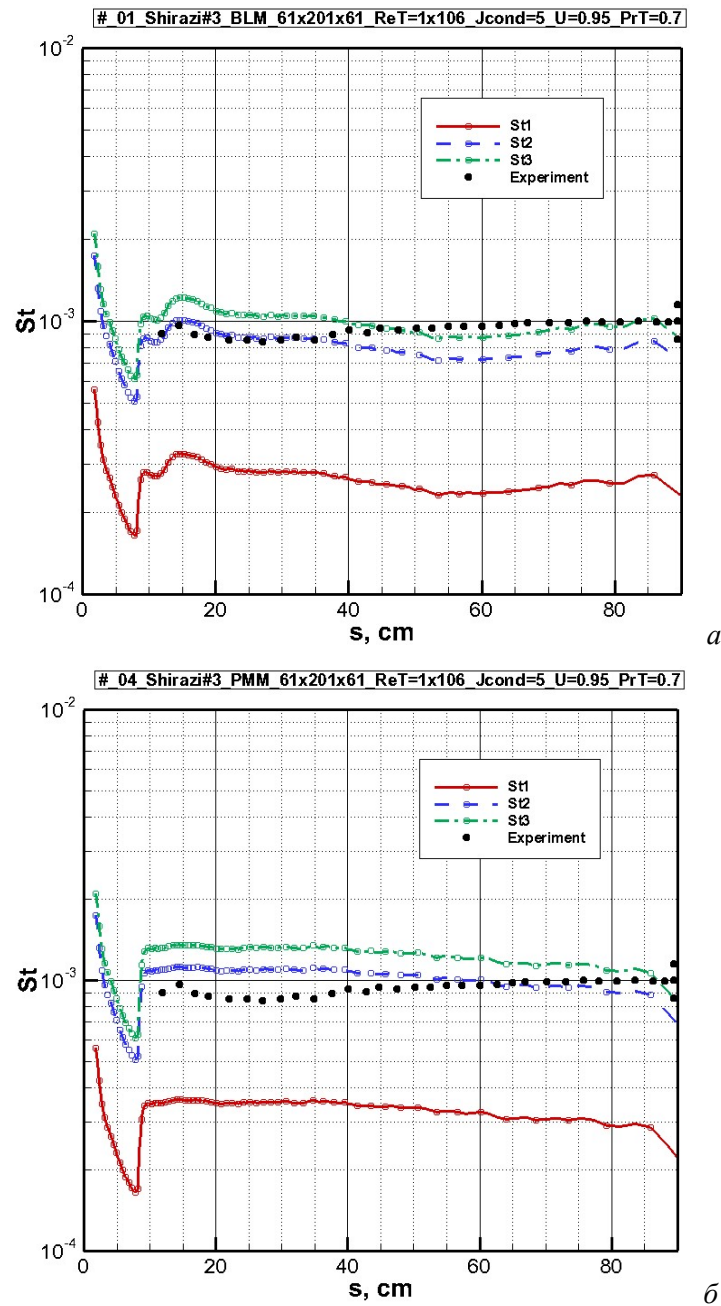 #_01_Shirazi#3_BLM_61x201x61_ReT=1x106_Jcond=5_U=0.95_PrT=0.7
10-2
St1
St2
St3
Experiment
10-3
St
10-4
0 20 40 60 80
s, cm
а
#_04_Shirazi#3_PMM_61x201x61_ReT=1x106_Jcond=5_U=0.95_PrT=0.7
10-2
St1
St2
St3
Experiment
10-3
St
10-4
0 20 40 60 80
s, cm
б